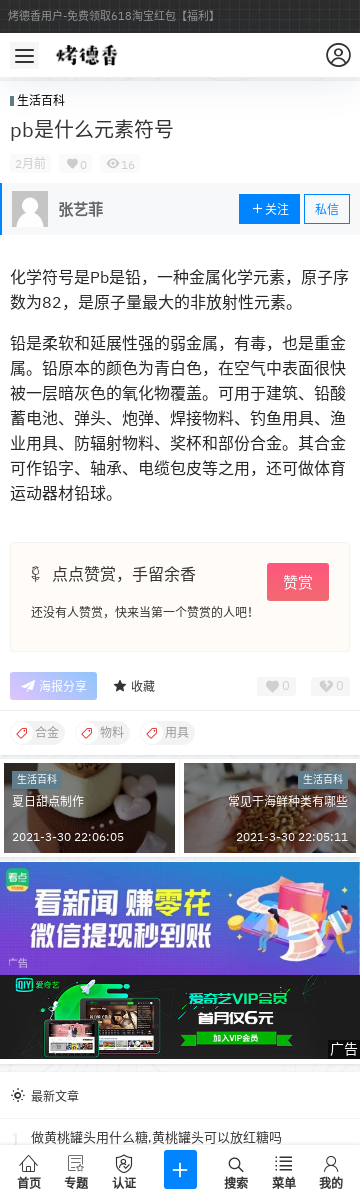 烤德香用户-免费领取618淘宝红包【福利】
烤德香
生活百科
pb是什么元素符号
2月前 0 16
张艺菲
+关注 私信
化学符号是Pb是铅，一种金属化学元素，原子序
数为82，是原子量最大的非放射性元素。
铅是柔软和延展性强的弱金属，有毒，也是重金
属。铅原本的颜色为青白色，在空气中表面很快
被一层暗灰色的氧化物覆盖。可用于建筑、铅酸
蓄电池、弹头、炮弹、焊接物料、钓鱼用具、渔
业用具、防辐射物料、奖杯和部份合金。其合金
可作铅字、轴承、电缆包皮等之用，还可做体育
运动器材铅球。
点点赞赏，手留余香
赞赏
还没有人赞赏，快来当第一个赞赏的人吧！
海报分享 收藏 0 0
合金 物料 用具
生活百科
夏日甜点制作
2021-3-30 22:06:05
生活百科
常见干海鲜种类有哪些
2021-3-30 22:05:11
看点
看新闻 赚零花
微信提现秒到账
广告
QIY 爱奇艺
爱奇艺VIP会员
首月仅6元
加入VIP会员
广告
最新文章
1 做黄桃罐头用什么糖,黄桃罐头可以放红糖吗
首页 专题 认证 搜索 菜单 我的